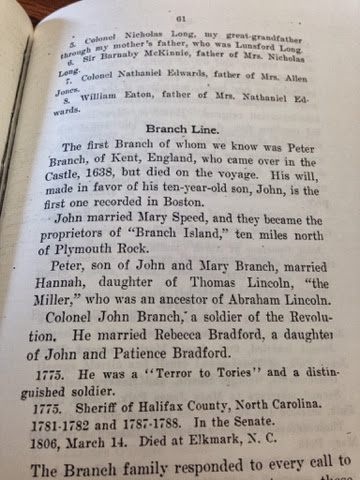 61
5. Colonel Nicholas Long, my great-grandfather
through my mother's father, who was Lunsford Long.
6. Sir Barnaby McKinnie, father of Mrs. Nicholas
Long.
7. Colonel Nathaniel Edwards, father of Mrs. Allen
Jones.
8. William Eaton, father of Mrs. Nathaniel Ed-
wards.
Branch Line.
The first Branch of whom we know was Peter
Branch, of Kent, England, who came over in the
Castle, 1638, but died on the voyage. His will,
made in favor of his ten-year-old son, John, is the
first one recorded in Boston.
John married Mary Speed, and they became the
proprietors of "Branch Island," ten miles north
of Plymouth Rock.
Peter, son of John and Mary Branch, married
Hannah, daughter of Thomas Lincoln, "the
Miller," who was an ancestor of Abraham Lincoln.
Colonel John Branch, a soldier of the Revolu-
tion. He married Rebecca Bradford, a daughter
of John and Patience Bradford.
1775. He was a "Terror to Tories" and a distin-
guished soldier.
1775. Sheriff of Halifax County, North Carolina.
1781-1782 and 1787-1788. In the Senate.
1806, March 14. Died at Elkmark, N. C.
The Branch family responded to every call to